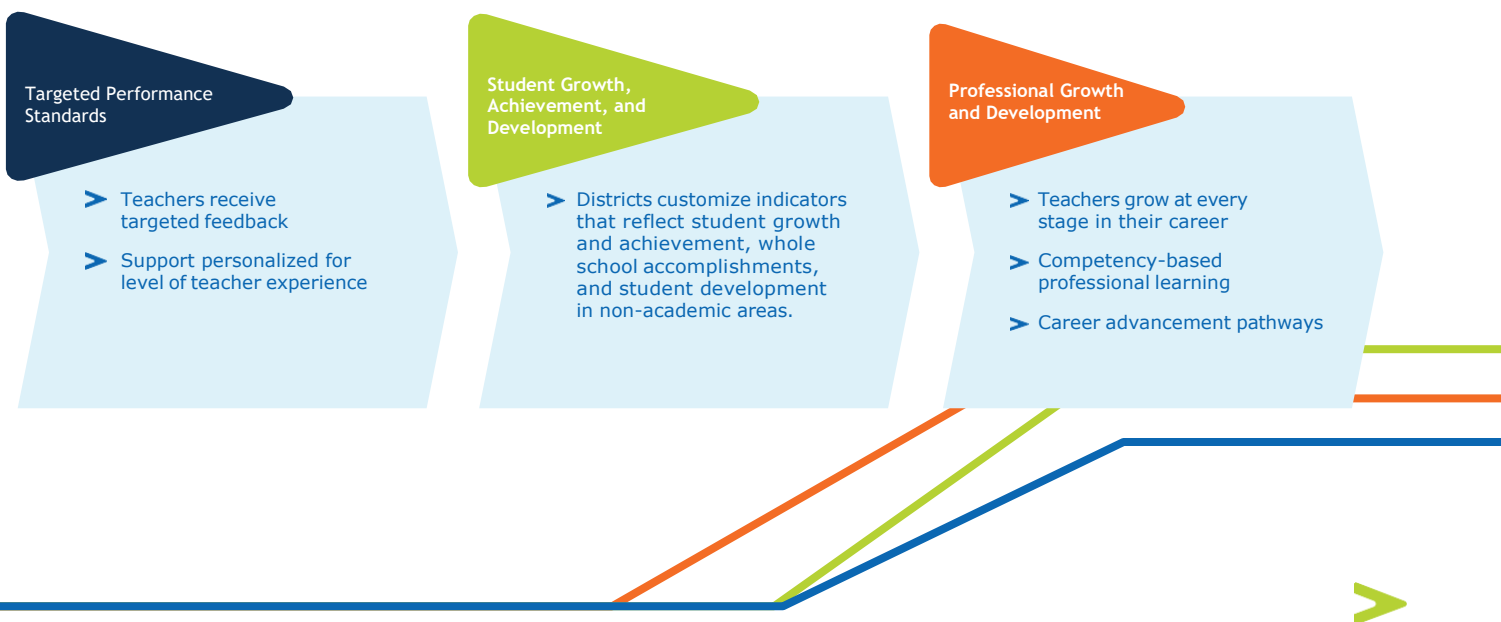 Targeted Performance
Standards
Teachers receive
targeted feedback
Support personalized for
level of teacher experience
Student Growth,
Achievement, and
Development
Districts customize indicators
that reflect student growth
and achievement, whole
school accomplishments,
and student development
in non-academic areas.
Professional Growth
and Development
Teachers grow at every
stage in their career
Competency-based
professional learning
Career advancement pathways